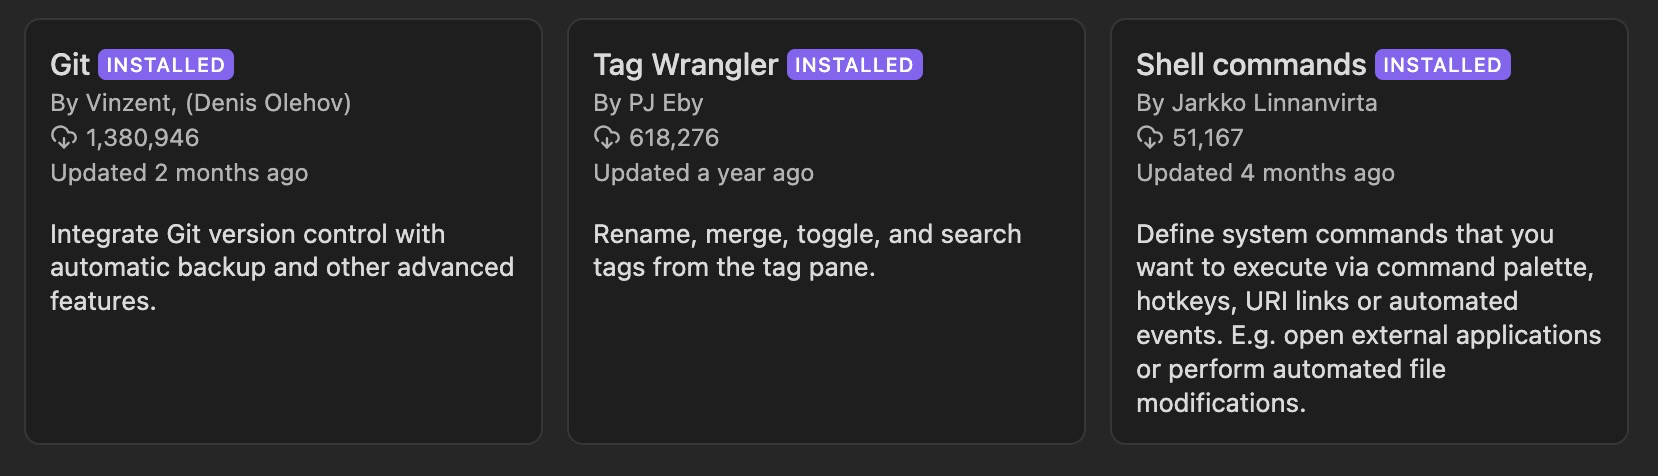 Git INSTALLED
By Vinzent, (Denis Olehov)
1,380,946
Updated 2 months ago
Integrate Git version control with
automatic backup and other advanced
features.
Tag Wrangler INSTALLED
By PJ Eby
618,276
Updated a year ago
Rename, merge, toggle, and search
tags from the tag pane.
Shell commands INSTALLED
By Jarkko Linnanvirta
51,167
Updated 4 months ago
Define system commands that you
want to execute via command palette,
hotkeys, URI links or automated
events. E.g. open external applications
or perform automated file
modifications.